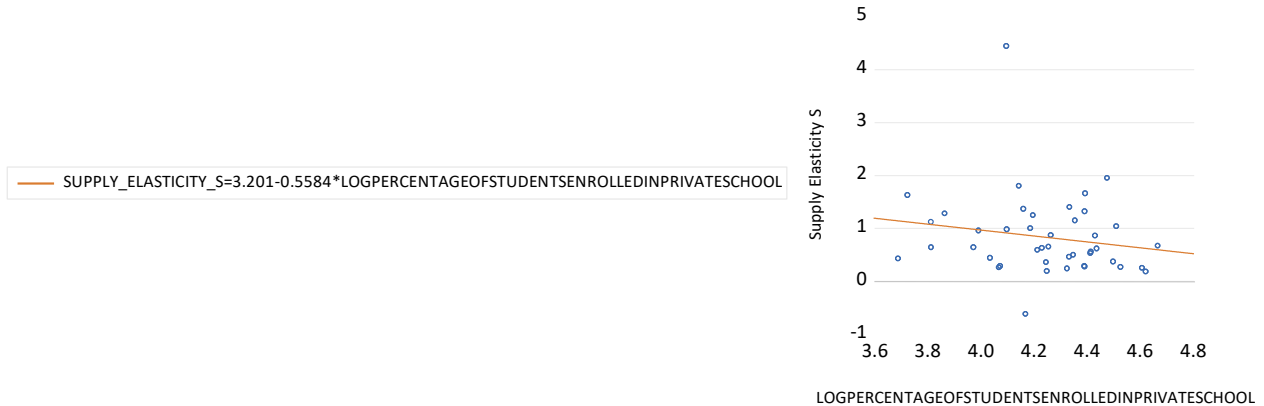 SUPPLY_ELASTICITY_S=3.201-0.5584*LOGPERCENTAGEOFSTUDENTSENROLLEDINPRIVATESCHOOL
Supply Elasticity S
5
4
3
2
1
0
-1
3.6 3.8 4.0 4.2 4.4 4.6 4.8
LOGPERCENTAGEOFSTUDENTSENROLLEDINPRIVATESCHOOL